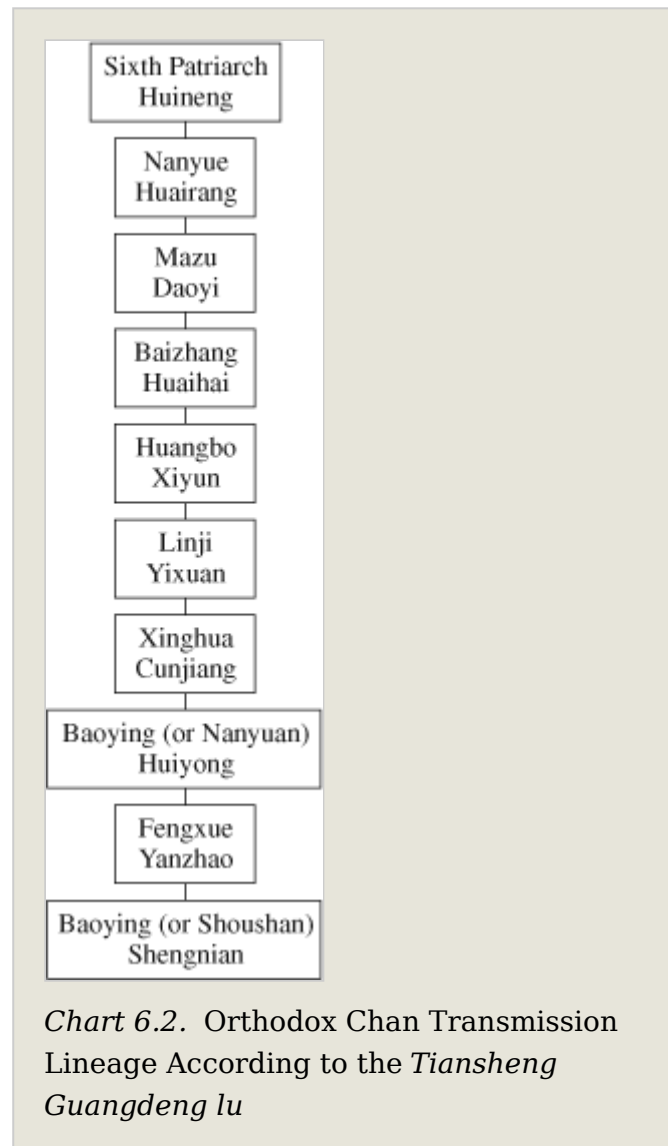 Sixth Patriarch
Huineng
Nanyue
Huairang
Mazu
Daoyi
Baizhang
Huaihai
Huangbo
Xiyun
Linji
Yixuan
Xinghua
Cunjiang
Baoying (or Nanyuan)
Huiyong
Fengxue
Yanzhao
Baoying (or Shoushan)
Shengnian
Chart 6.2. Orthodox Chan Transmission
Lineage According to the Tiansheng
Guangdeng lu